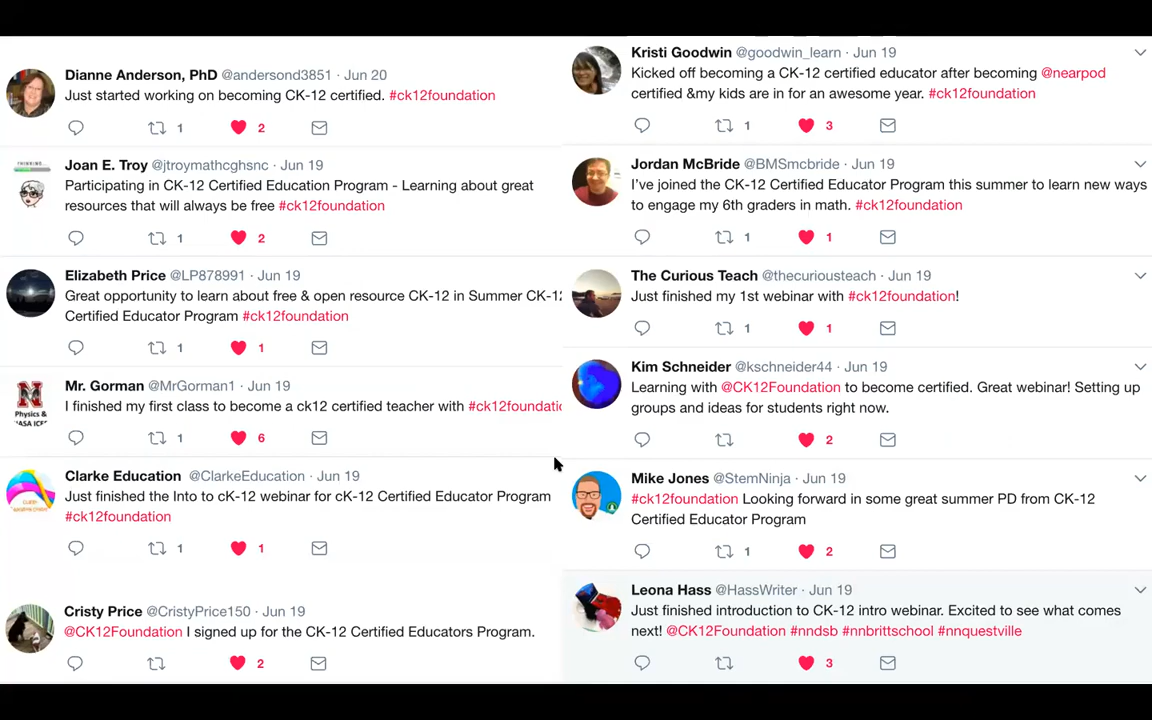 Dianne Anderson, PhD @andersond3851 · Jun 20
Just started working on becoming CK-12 certified. #ck12foundation
1 2
THINKING...
Joan E. Troy @jtroymathcghsnc · Jun 19
Participating in CK-12 Certified Education Program - Learning about great
resources that will always be free #ck12foundation
1 2
Elizabeth Price @LP878991 · Jun 19
Great opportunity to learn about free & open resource CK-12 in Summer CK-12
Certified Educator Program #ck12foundation
1 1
Mr. Gorman @MrGorman1 · Jun 19
M
Physics &
I finished my first class to become a ck12 certified teacher with #ck12foundatio
1 6
Clarke Education @ClarkeEducation · Jun 19
Just finished the Into to cK-12 webinar for cK-12 Certified Educator Program
#ck12foundation
1 1
Cristy Price @CristyPrice150 · Jun 19
@CK12Foundation I signed up for the CK-12 Certified Educators Program.
2
Kristi Goodwin @goodwin_learn · Jun 19
Kicked off becoming a CK-12 certified educator after becoming @nearpod
certified &my kids are in for an awesome year. #ck12foundation
1 3
Jordan McBride @BMSmcbride · Jun 19
I've joined the CK-12 Certified Educator Program this summer to learn new ways
to engage my 6th graders in math. #ck12foundation
1 1
The Curious Teach @thecuriousteach · Jun 19
Just finished my 1st webinar with #ck12foundation!
1 1
Kim Schneider @kschneider44 · Jun 19
Learning with @CK12Foundation to become certified. Great webinar! Setting up
groups and ideas for students right now.
2
Mike Jones @StemNinja · Jun 19
#ck12foundation Looking forward in some great summer PD from CK-12
Certified Educator Program
1 2
Leona Hass @HassWriter · Jun 19
Just finished introduction to CK-12 intro webinar. Excited to see what comes
next! @CK12Foundation #nndsb #nnbrittschool #nnquestville
3